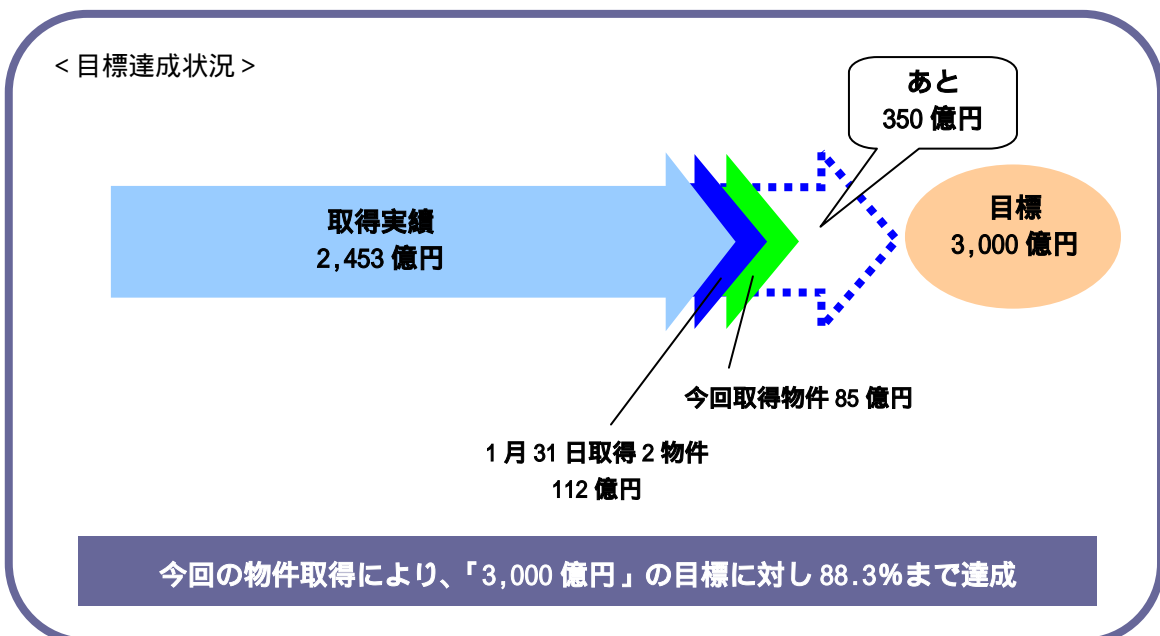 <目標達成状況>
あと
350 億円
取得実績
2,453 億円
目標
3,000 億円
今回取得物件 85 億円
1 月 31 日取得 2 物件
112 億円
今回の物件取得により、「3,000 億円」の目標に対し 88.3%まで達成